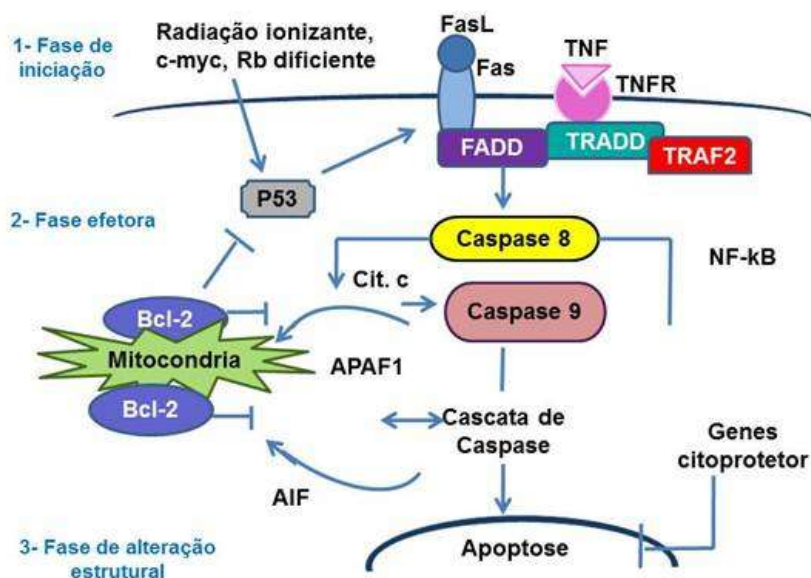 1- Fase de
iniciação
Radiação ionizante,
c-myc, Rb dificiente
FasL
Fas
TNF
TNFR
FADD
TRADD
TRAF2
P53
2- Fase efetora
Caspase 8
NF-kB
Cit. c
Caspase 9
Bcl-2
Mitocondria
APAF1
Bcl-2
Cascata de
Caspase
Genes
citoprotetor
AIF
3- Fase de alteração
estrutural
Apoptose